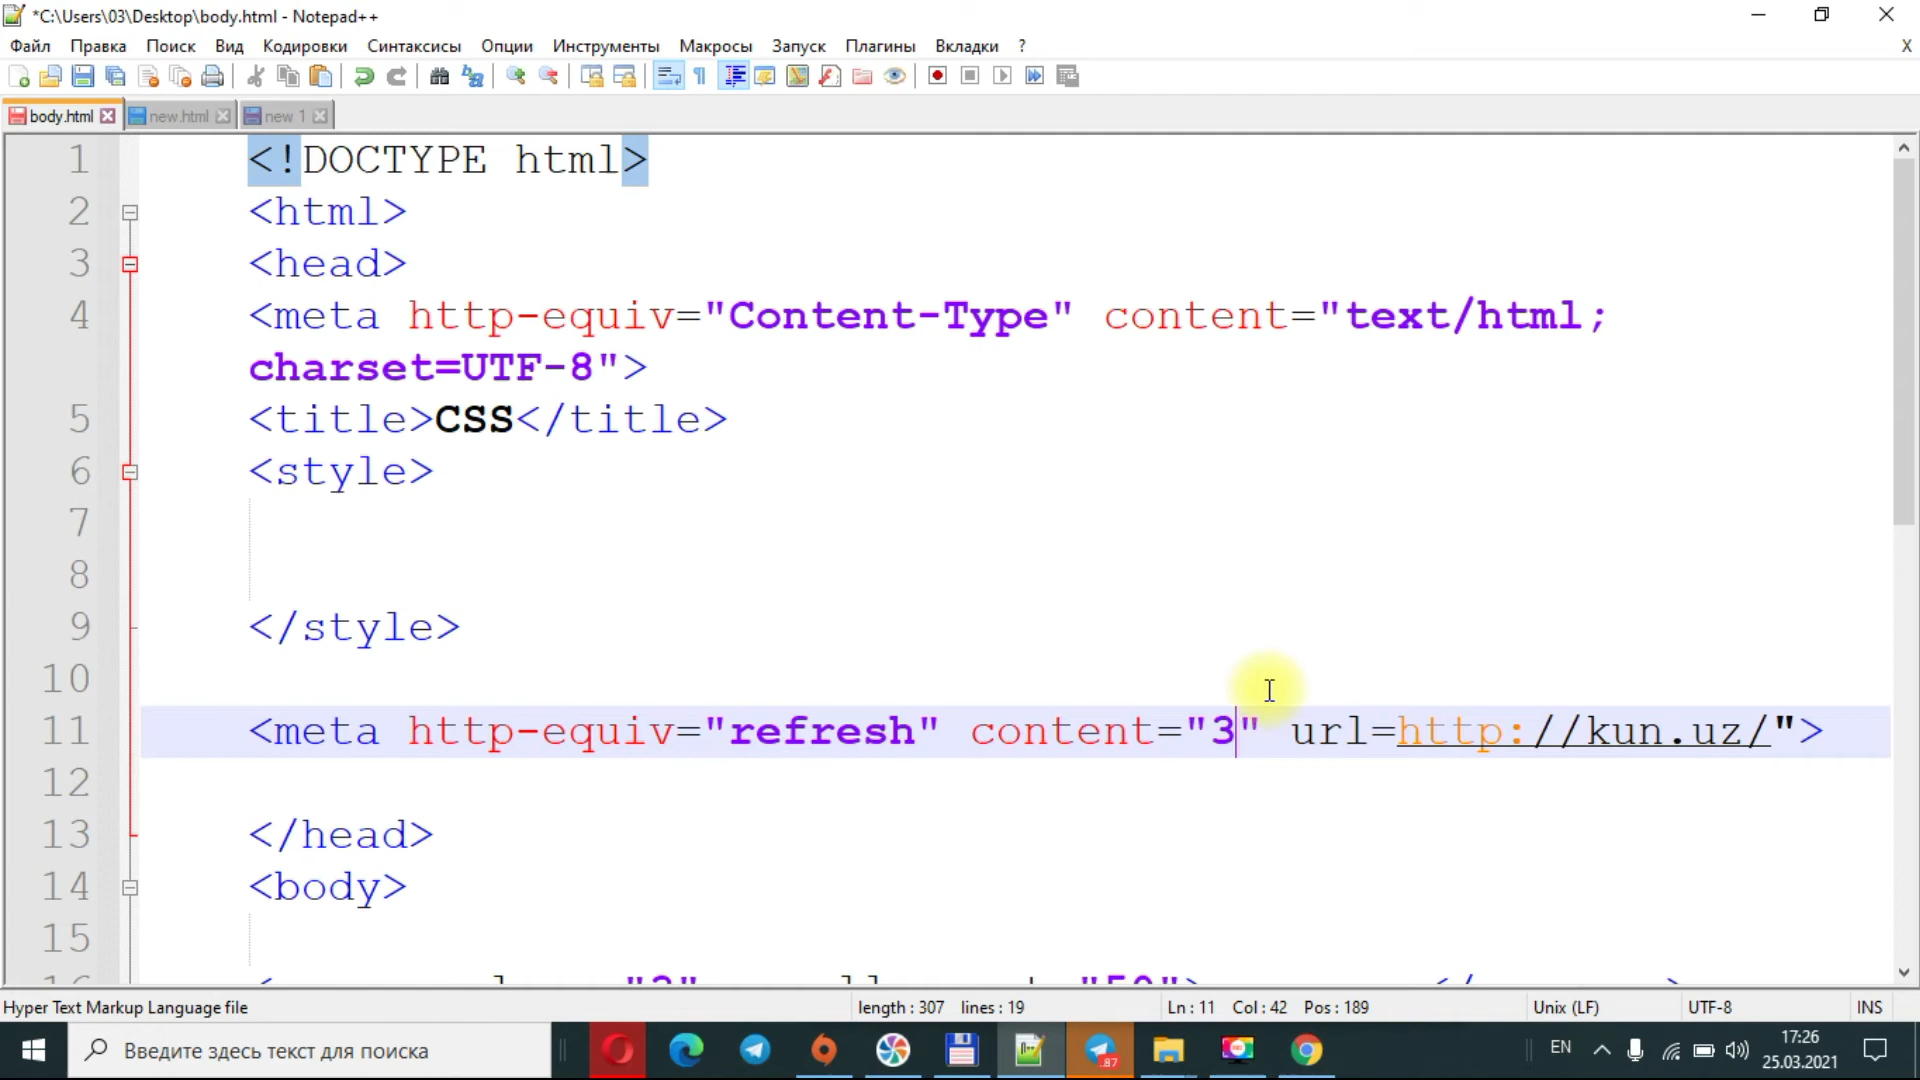 *C:\Users\03\Desktop\body.html - Notepad++
Файл Правка Поиск Вид Кодировки Синтаксисы Опции Инструменты Макросы Запуск Плагины Вкладки ? X
body.html new.html new 1
1 <!DOCTYPE html>
2 <html>
3 <head>
4 <meta http-equiv="Content-Type" content="text/html;
charset=UTF-8">
5 <title>CSS</title>
6 <style>
7
8
9 </style>
10
11 <meta http-equiv="refresh" content="3" url=http://kun.uz/">
12
13 </head>
14 <body>
15
Hyper Text Markup Language file length : 307 lines : 19 Ln : 11 Col : 42 Pos : 189 Unix (LF) UTF-8 INS
Введите здесь текст для поиска
87
EN
17:26
25.03.2021